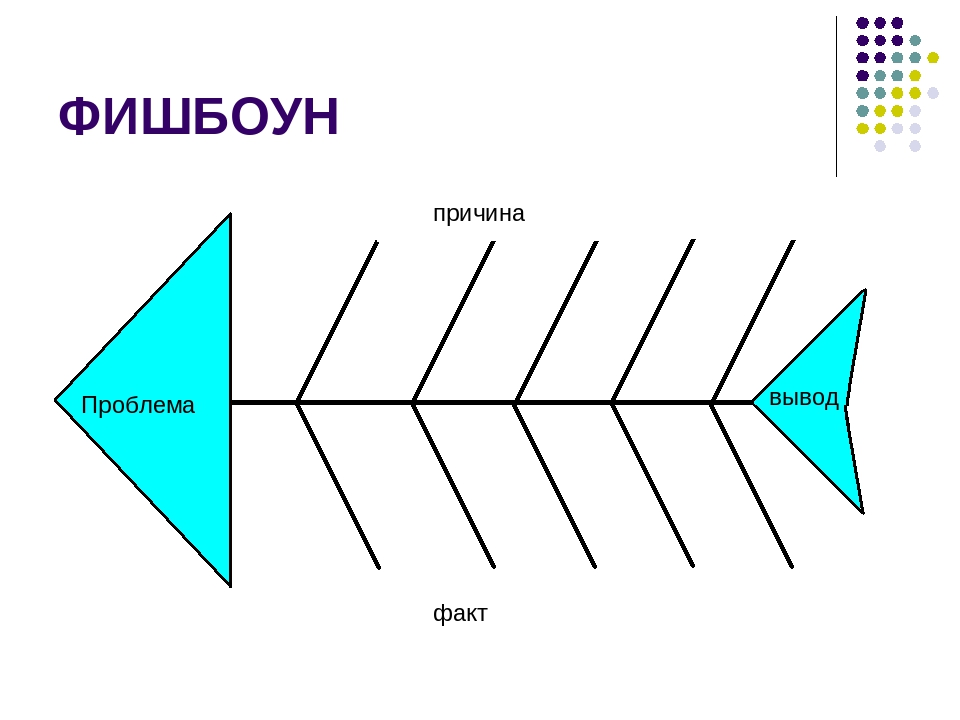 ФИШБОУН
причина
Проблема
вывод
факт